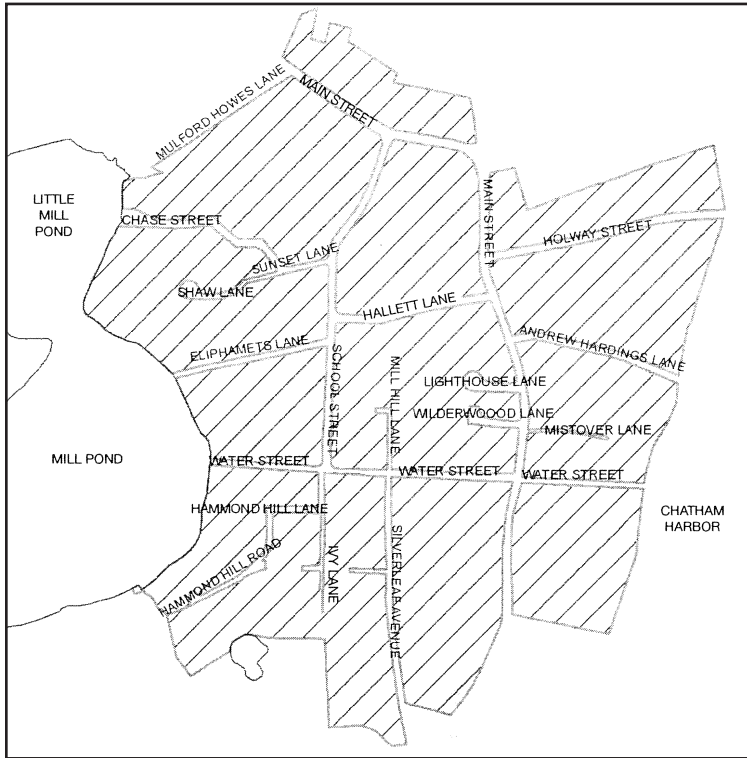 MULFORD HOWES LANE
MAIN STREET
LITTLE
MILL
POND
CHASE STREET
MAIN STREET
HOLWAY STREET
SUNSET LANE
SHAW LANE
HALLETT LANE
ELIPHAMETS LANE
SCHOOL STREET
MILL HILL LANE
ANDREW HARDINGS LANE
LIGHTHOUSE LANE
WILDERWOOOD LANE
MISTOVER LANE
MILL POND
WATER STREET
WATER STREET
WATER STREET
HAMMOND HILL LANE
CHATHAM
HARBOR
HAMMOND HILL ROAD
IVY LANE
SILVERLEAF AVENUE